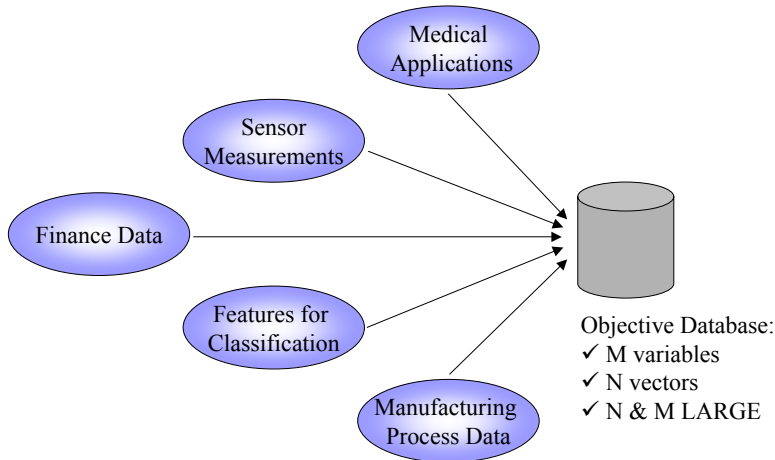 Medical
Applications
Sensor
Measurements
Finance Data
Features for
Classification
Manufacturing
Process Data
Objective Database:
✓ M variables
✓ N vectors
✓ N & M LARGE